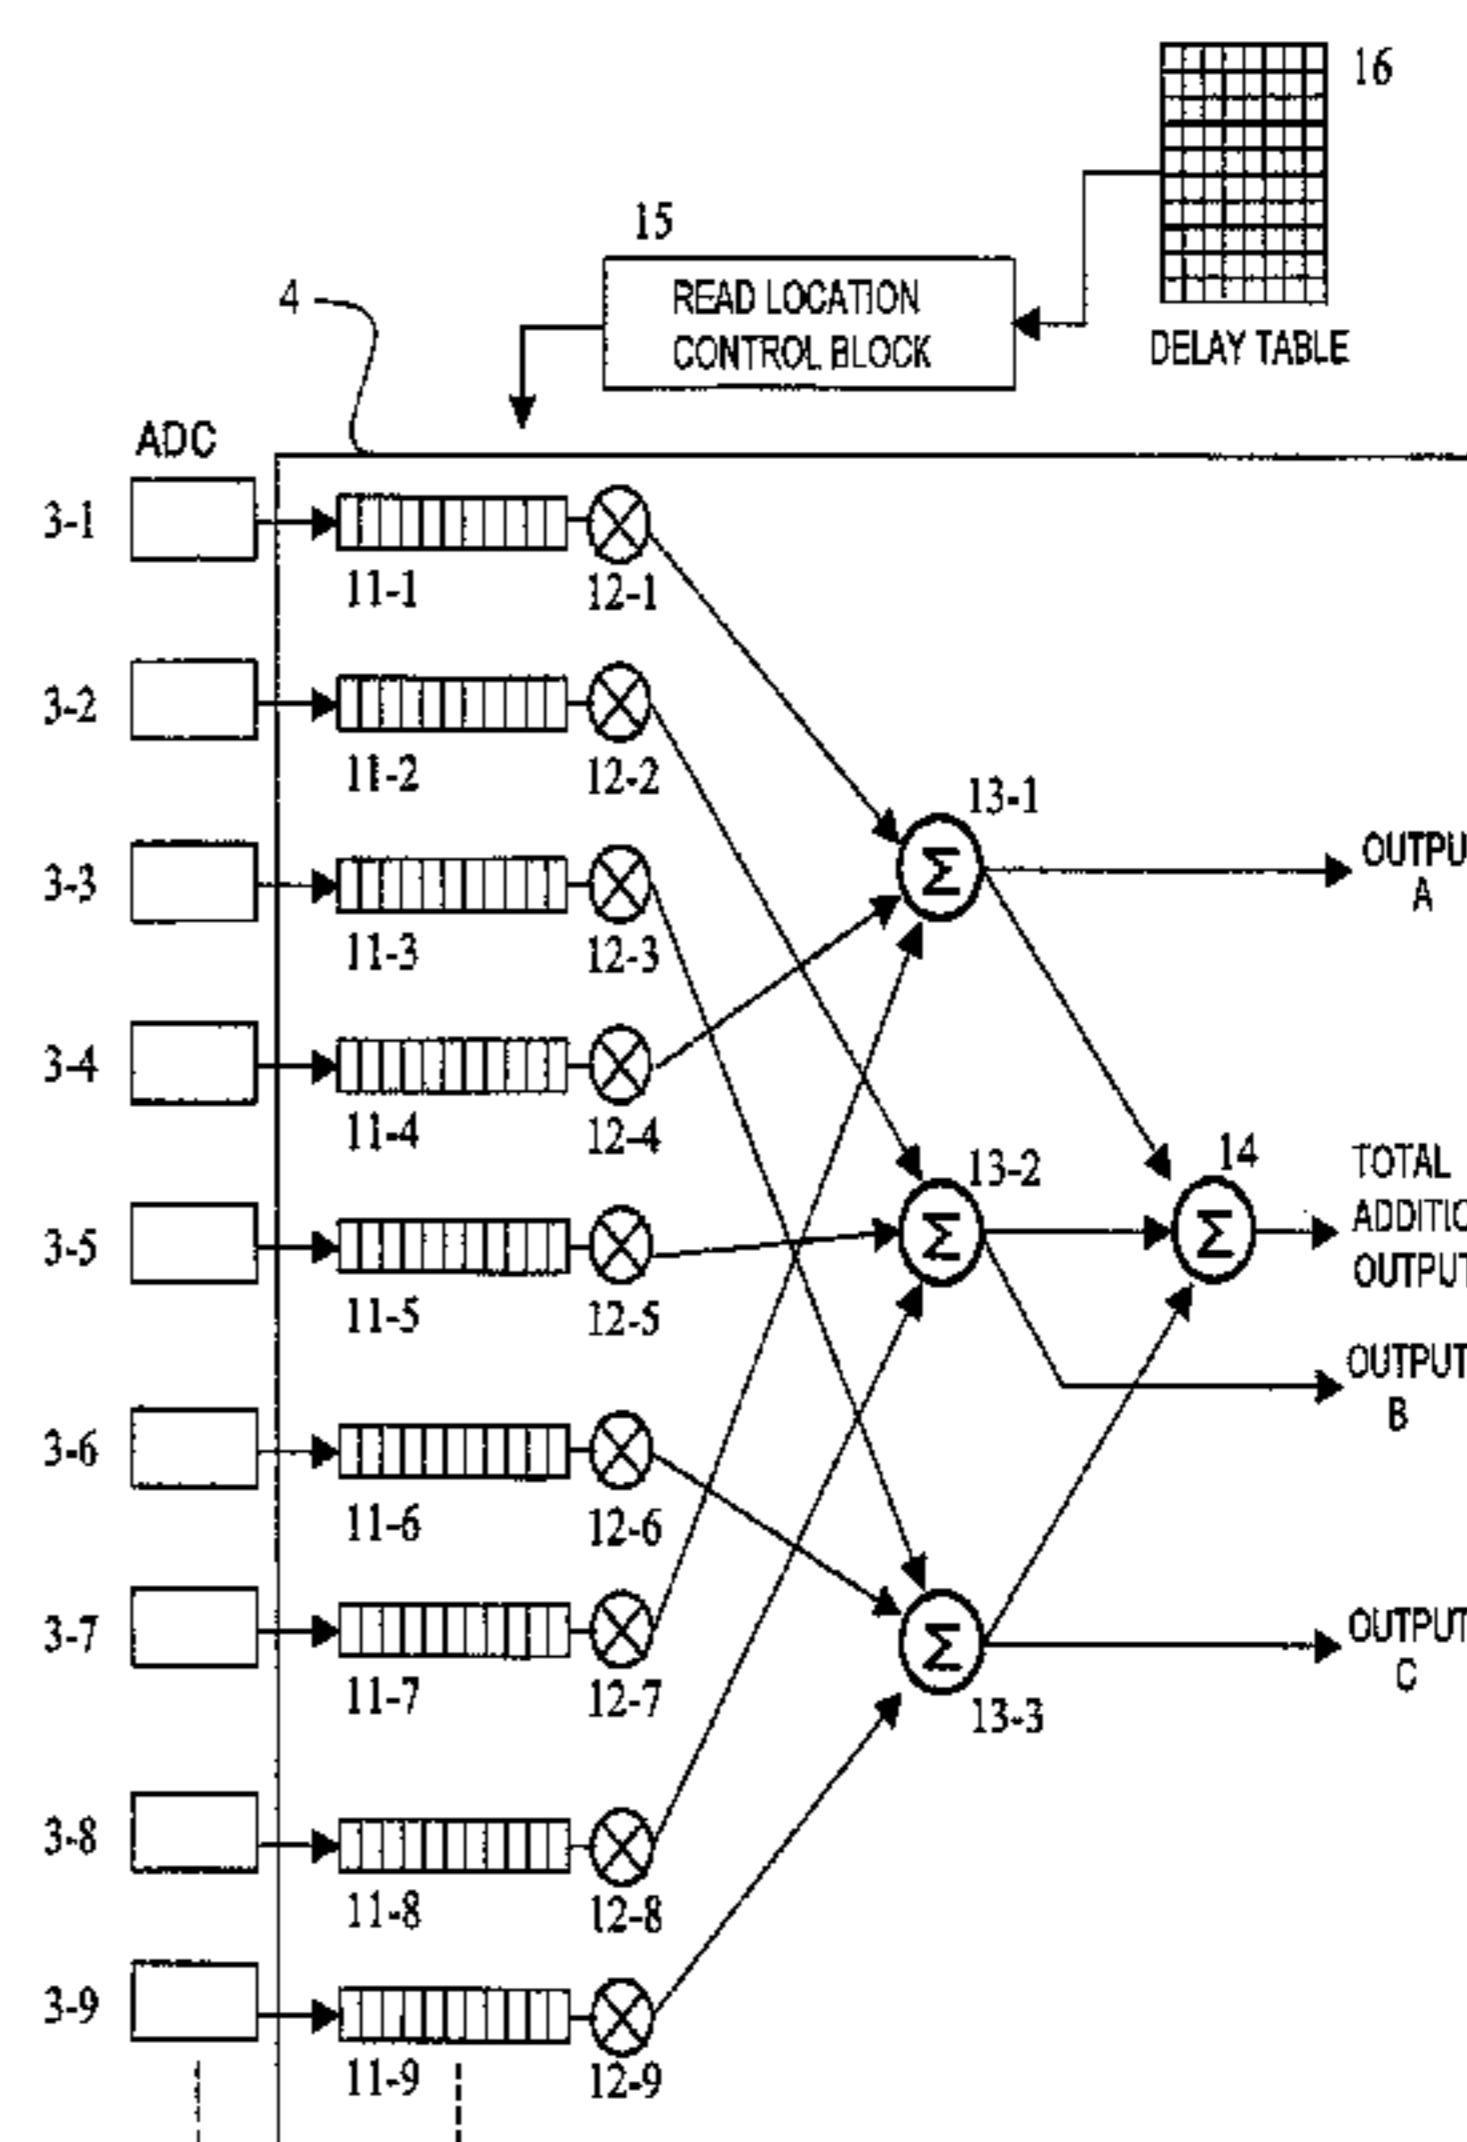 16
15
READ LOCATION
CONTROL BLOCK
DELAY TABLE
4
ADC
3-1
11-1
12-1
3-2
11-2
12-2
13-1
3-3
11-3
12-3
OUTPU
A
3-4
11-4
12-4
13-2
14
TOTAL
ADDITIO
OUTPUT
3-5
11-5
12-5
OUTPUT
B
3-6
11-6
12-6
3-7
11-7
12-7
OUTPUT
C
13-3
3-8
11-8
12-8
3-9
11-9
12-9
Σ
Σ
Σ
Σ